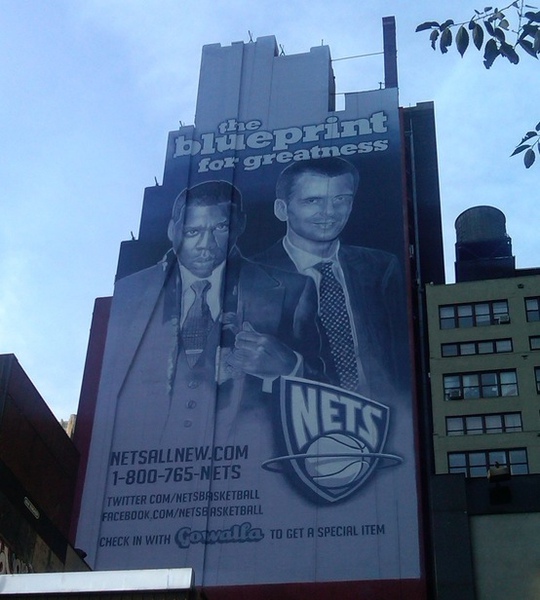 the
blueprint
for greatness
NETS
NETSALLNEW.COM
1-800-765-NETS
TWITTER.COM/NETSBASKETBALL
FACEBOOK.COM/NETSBASKETBALL
CHECK IN WITH Gowalla TO GET A SPECIAL ITEM